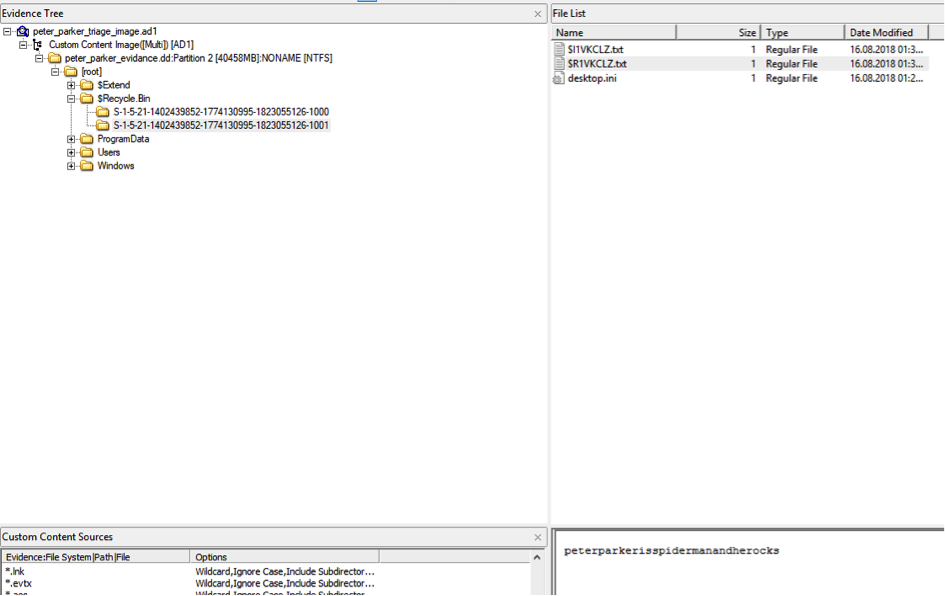 Evidence Tree
peter_parker_triage_image.ad1
Custom Content Image([Multi]) [AD1]
peter_parker_evidance.dd:Partition 2 [40458MB]:NONAME [NTFS]
[root]
$Extend
$Recycle.Bin
S-1-5-21-1402439852-1774130995-1823055126-1000
S-1-5-21-1402439852-1774130995-1823055126-1001
ProgramData
Users
Windows
File List
Name Size Type Date Modified
$I1VKCLZ.txt 1 Regular File 16.08.2018 01:3...
$R1VKCLZ.txt 1 Regular File 16.08.2018 01:3...
desktop.ini 1 Regular File 16.08.2018 01:2...
Custom Content Sources
Evidence:File System|Path|File Options
*.lnk Wildcard,Ignore Case,Include Subdirector...
*.evtx Wildcard,Ignore Case,Include Subdirector...
Wildcard,Ignore Case,Include Subdirector...
peterparkerisspidermanandherocks